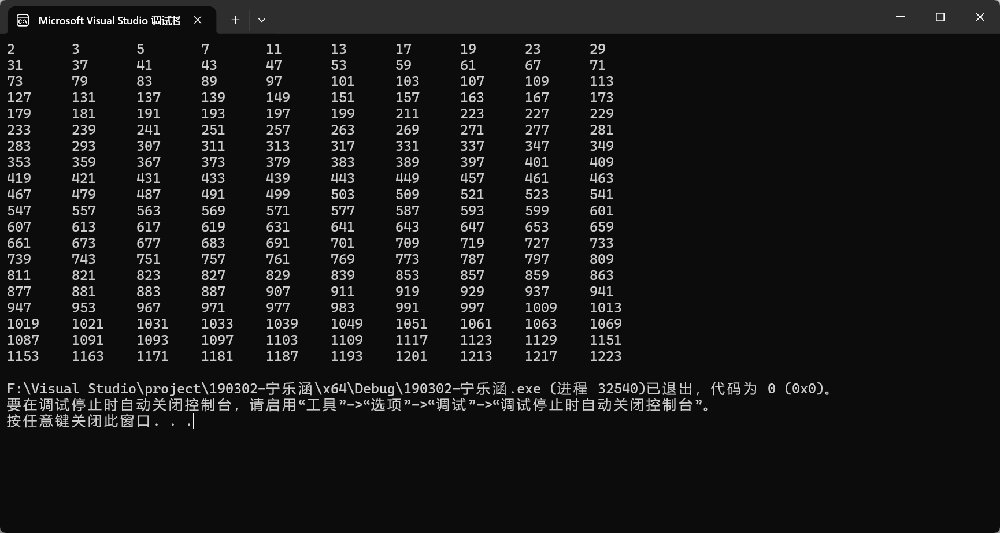 Microsoft Visual Studio 调试控
2 3 5 7 11 13 17 19 23 29
31 37 41 43 47 53 59 61 67 71
73 79 83 89 97 101 103 107 109 113
127 131 137 139 149 151 157 163 167 173
179 181 191 193 197 199 211 223 227 229
233 239 241 251 257 263 269 271 277 281
283 293 307 311 313 317 331 337 347 349
353 359 367 373 379 383 389 397 401 409
419 421 431 433 439 443 449 457 461 463
467 479 487 491 499 503 509 521 523 541
547 557 563 569 571 577 587 593 599 601
607 613 617 619 631 641 643 647 653 659
661 673 677 683 691 701 709 719 727 733
739 743 751 757 761 769 773 787 797 809
811 821 823 827 829 839 853 857 859 863
877 881 883 887 907 911 919 929 937 941
947 953 967 971 977 983 991 997 1009 1013
1019 1021 1031 1033 1039 1049 1051 1061 1063 1069
1087 1091 1093 1097 1103 1109 1117 1123 1129 1151
1153 1163 1171 1181 1187 1193 1201 1213 1217 1223
F:\Visual Studio\project\190302-宁乐涵\x64\Debug\190302-宁乐涵.exe (进程 32540)已退出，代码为 0 (0x0)。
要在调试停止时自动关闭控制台，请启用“工具”->“选项”->“调试”->“调试停止时自动关闭控制台”。
按任意键关闭此窗口. . .